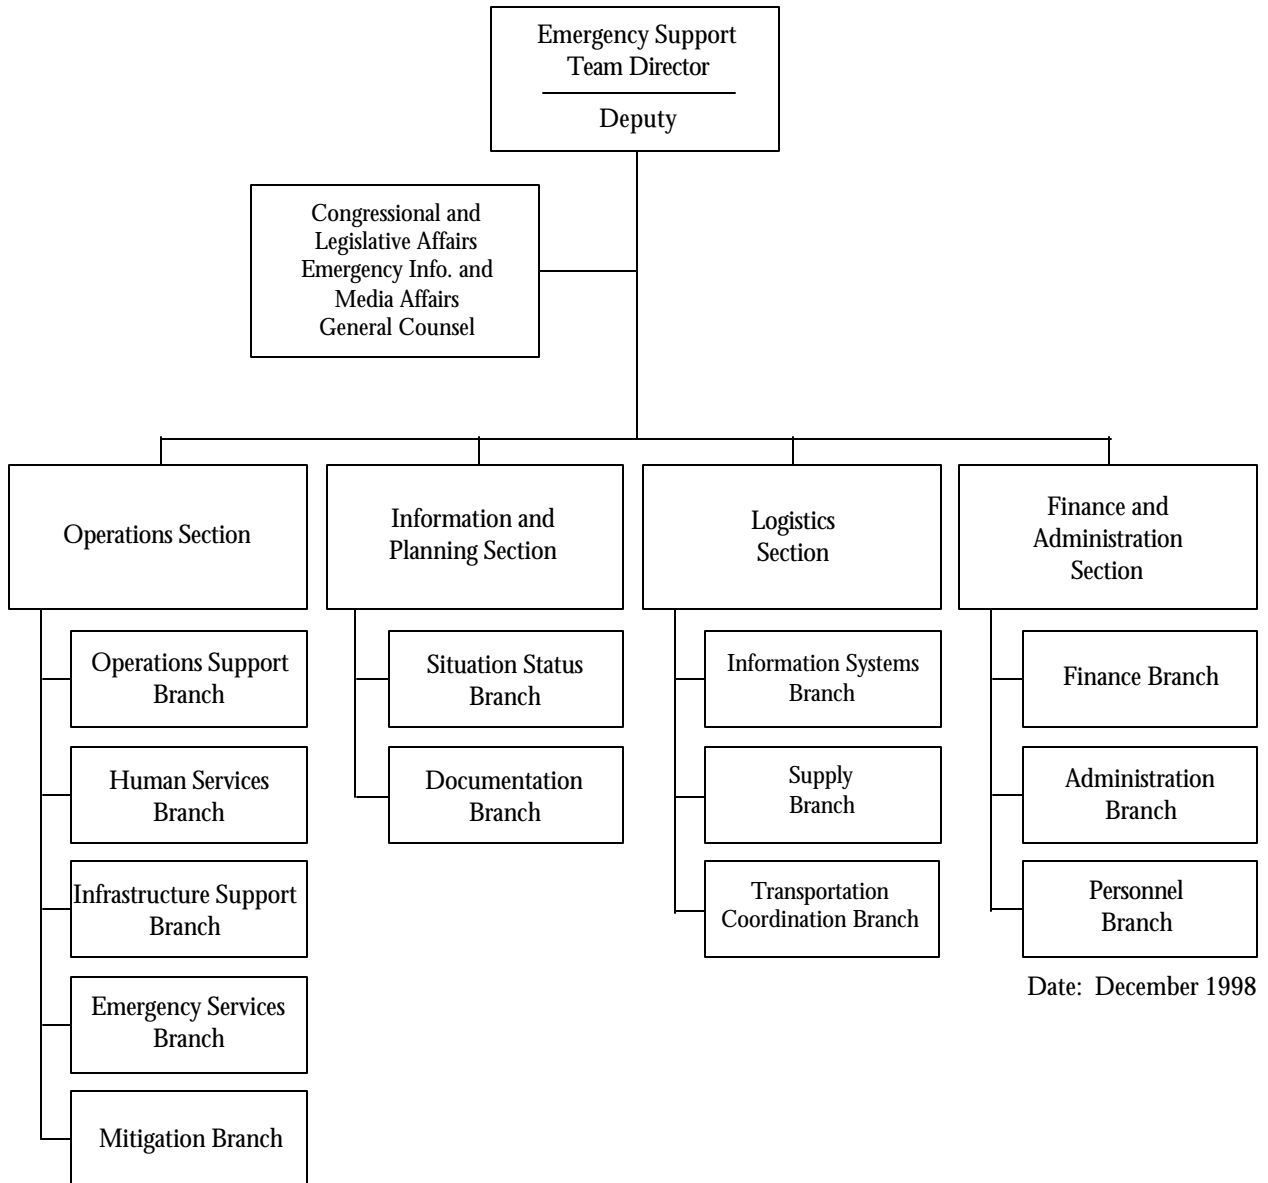 Emergency Support
Team Director
Deputy
Congressional and
Legislative Affairs
Emergency Info. and
Media Affairs
General Counsel
Operations Section
Information and
Planning Section
Logistics
Section
Finance and
Administration
Section
Operations Support
Branch
Human Services
Branch
Infrastructure Support
Branch
Emergency Services
Branch
Mitigation Branch
Situation Status
Branch
Documentation
Branch
Information Systems
Branch
Supply
Branch
Transportation
Coordination Branch
Finance Branch
Administration
Branch
Personnel
Branch
Date: December 1998